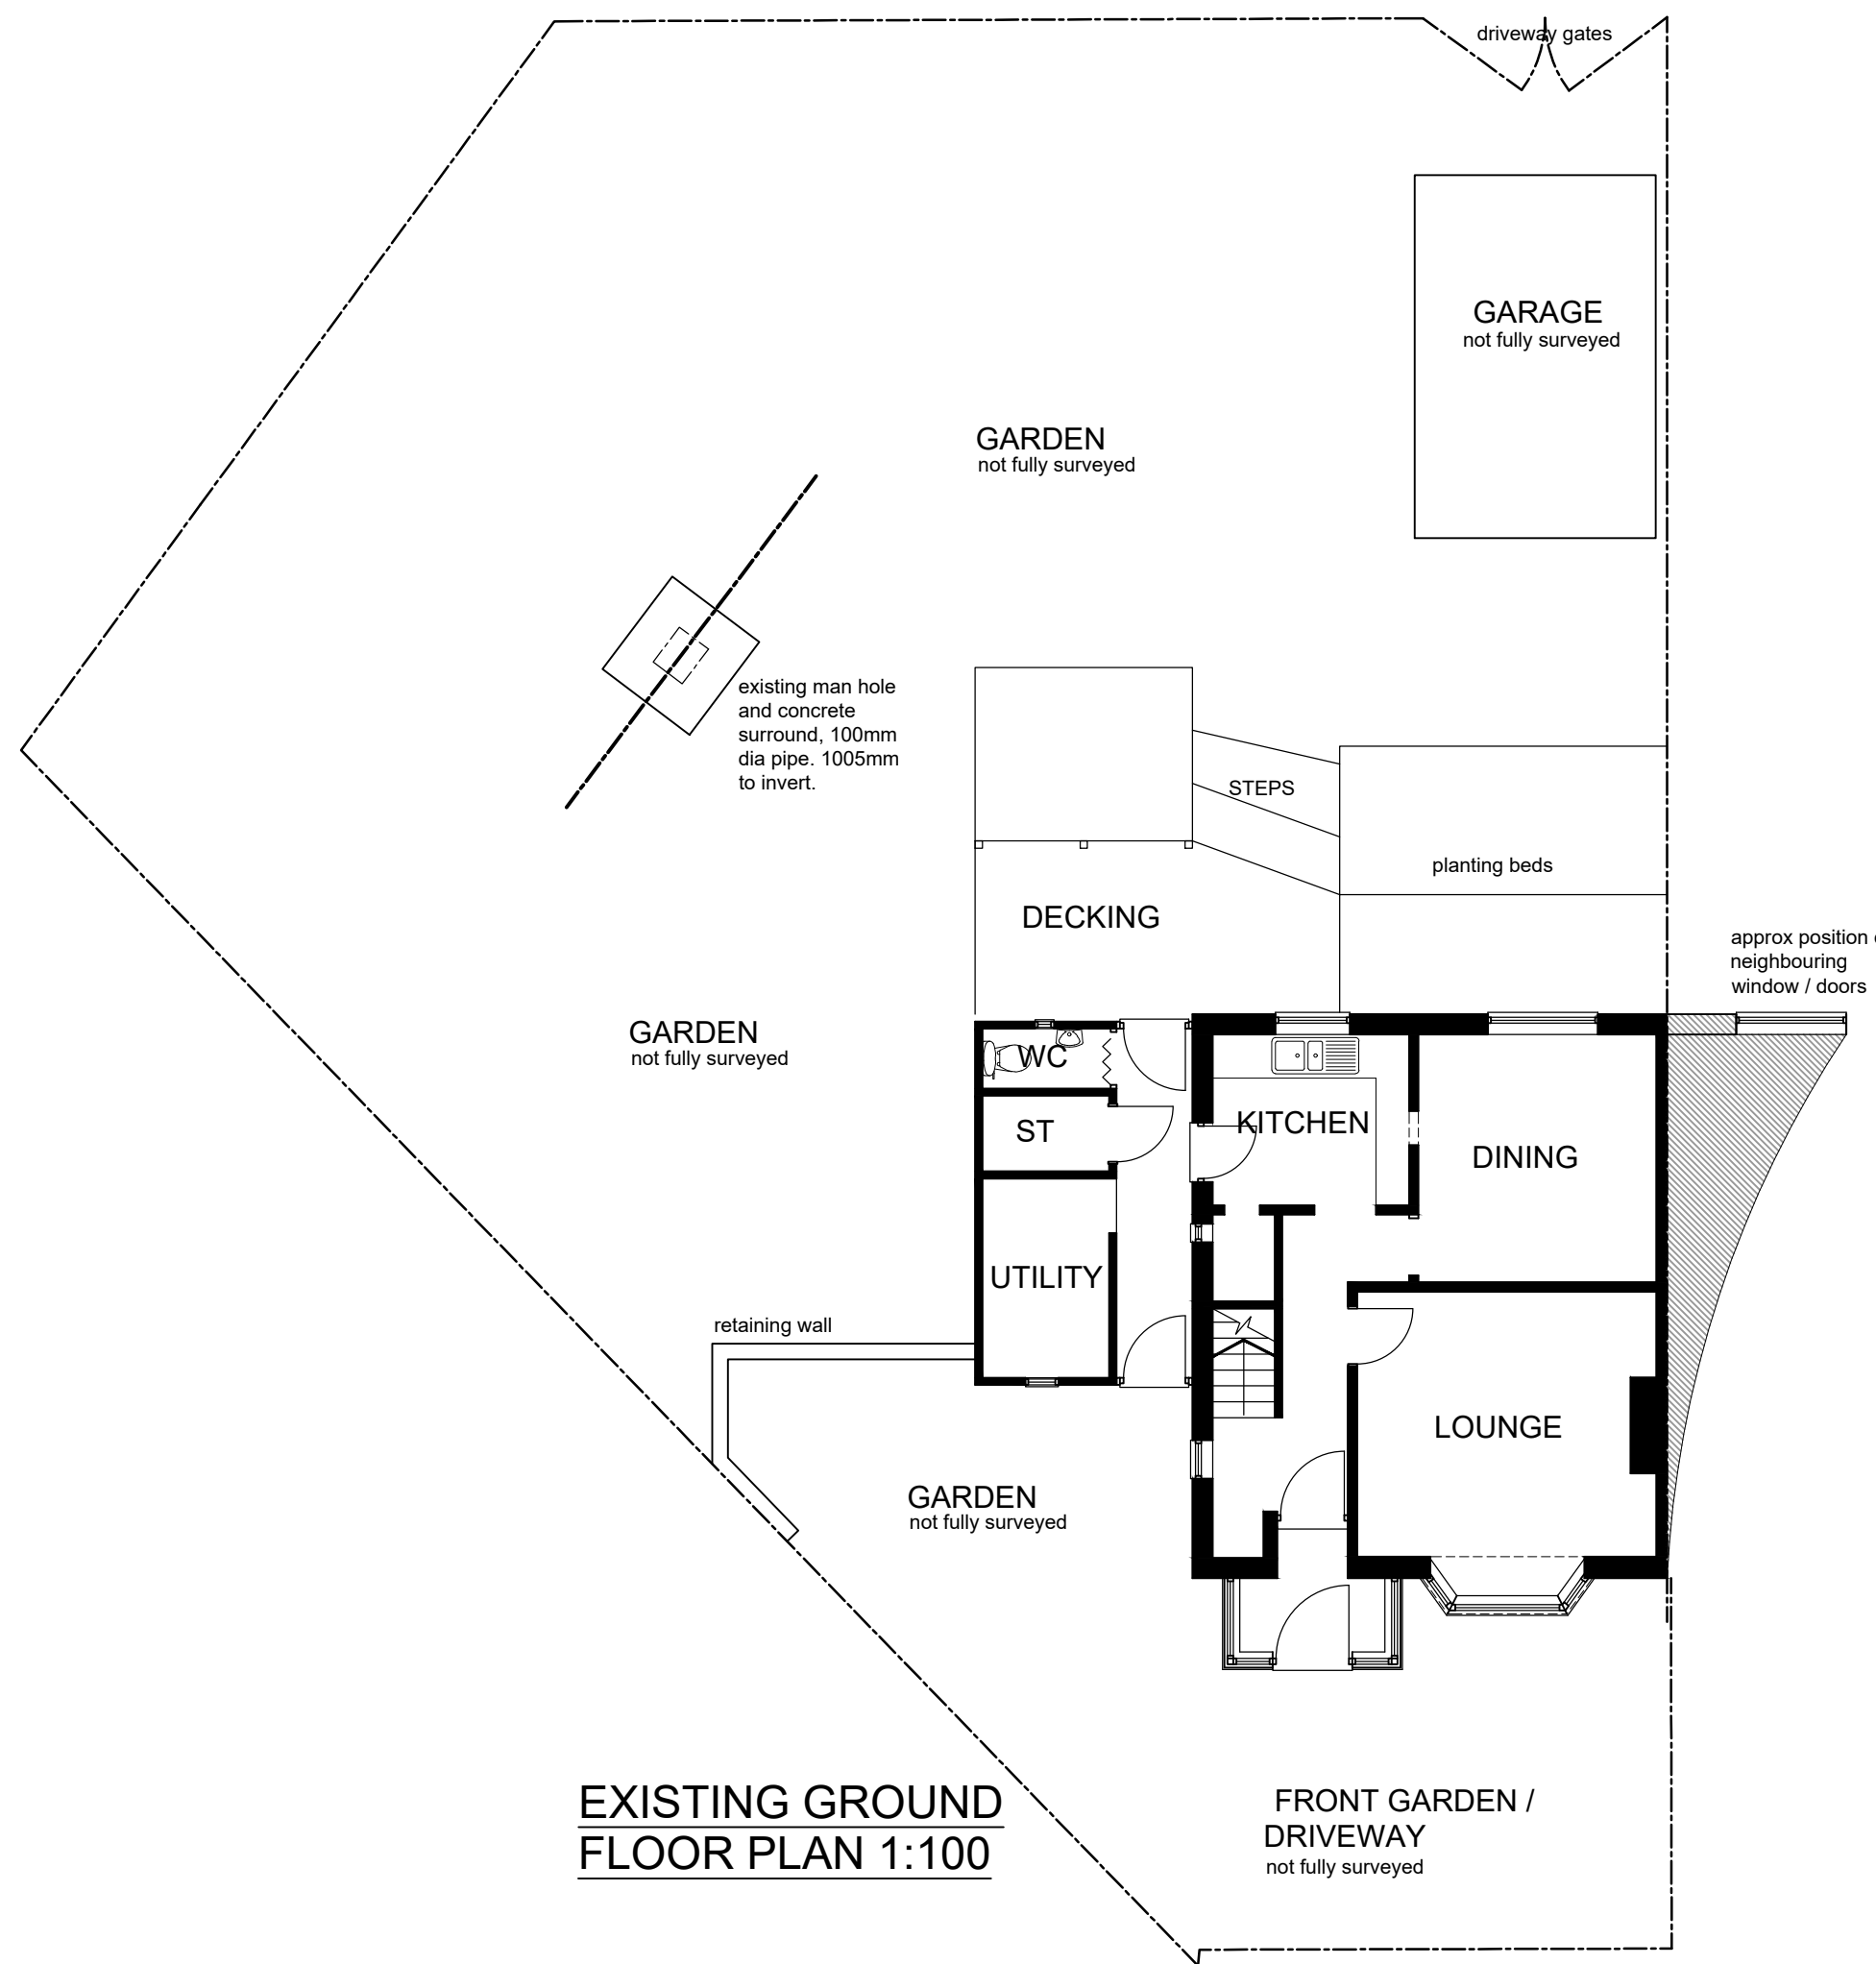 driveway gates
GARAGE
not fully surveyed
GARDEN
not fully surveyed
existing man hole
and concrete
surround, 100mm
dia pipe. 1005mm
to invert.
STEPS
planting beds
DECKING
approx position
neighbouring
window / doors
GARDEN
not fully surveyed
WC
ST
KITCHEN
DINING
UTILITY
retaining wall
LOUNGE
GARDEN
not fully surveyed
EXISTING GROUND
FLOOR PLAN 1:100
FRONT GARDEN /
DRIVEWAY
not fully surveyed